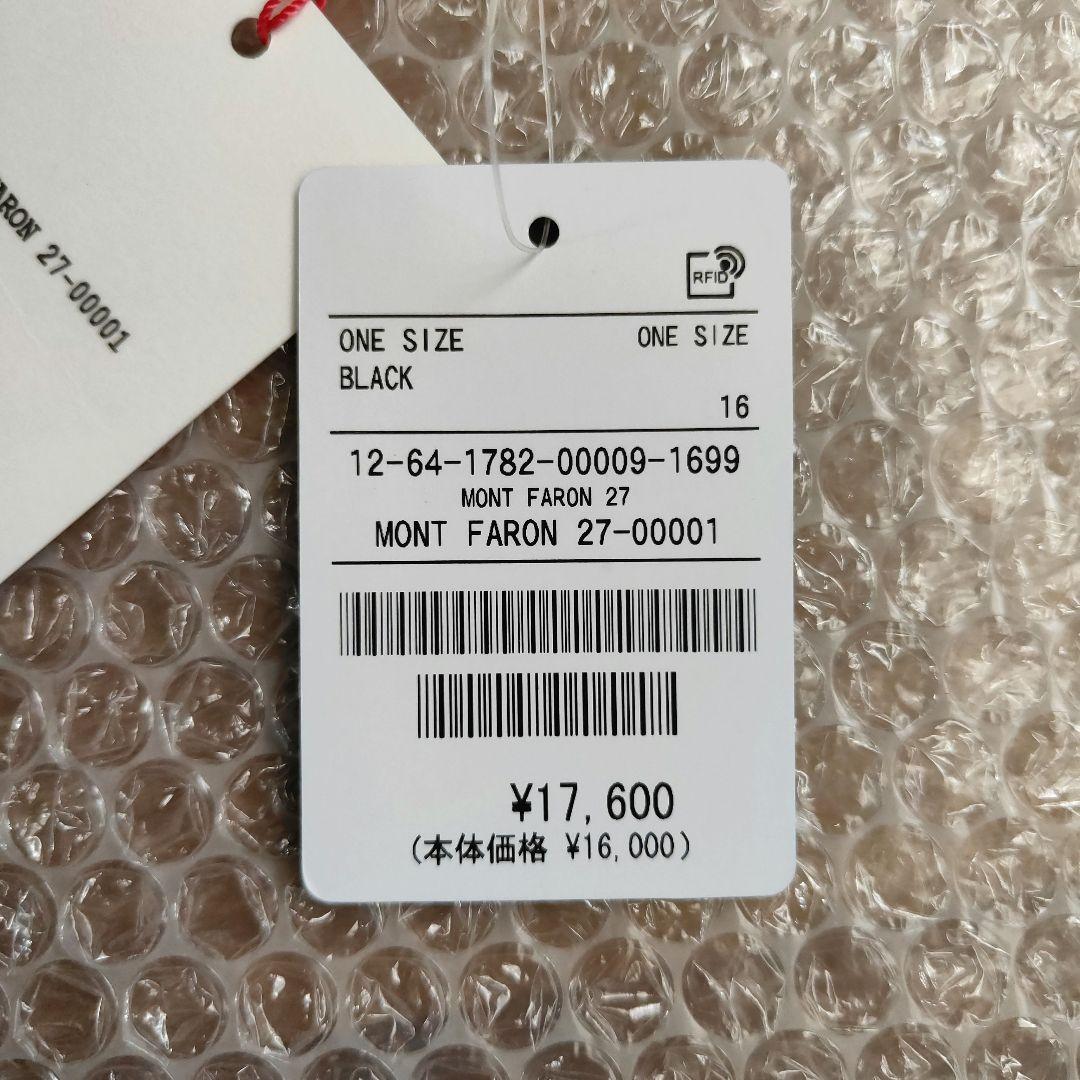 FARON 27-00001
RFID
ONE SIZE ONE SIZE
BLACK
16
12-64-1782-00009-1699
MONT FARON 27
MONT FARON 27-00001
¥17,600
(本体価格 ¥16,000)